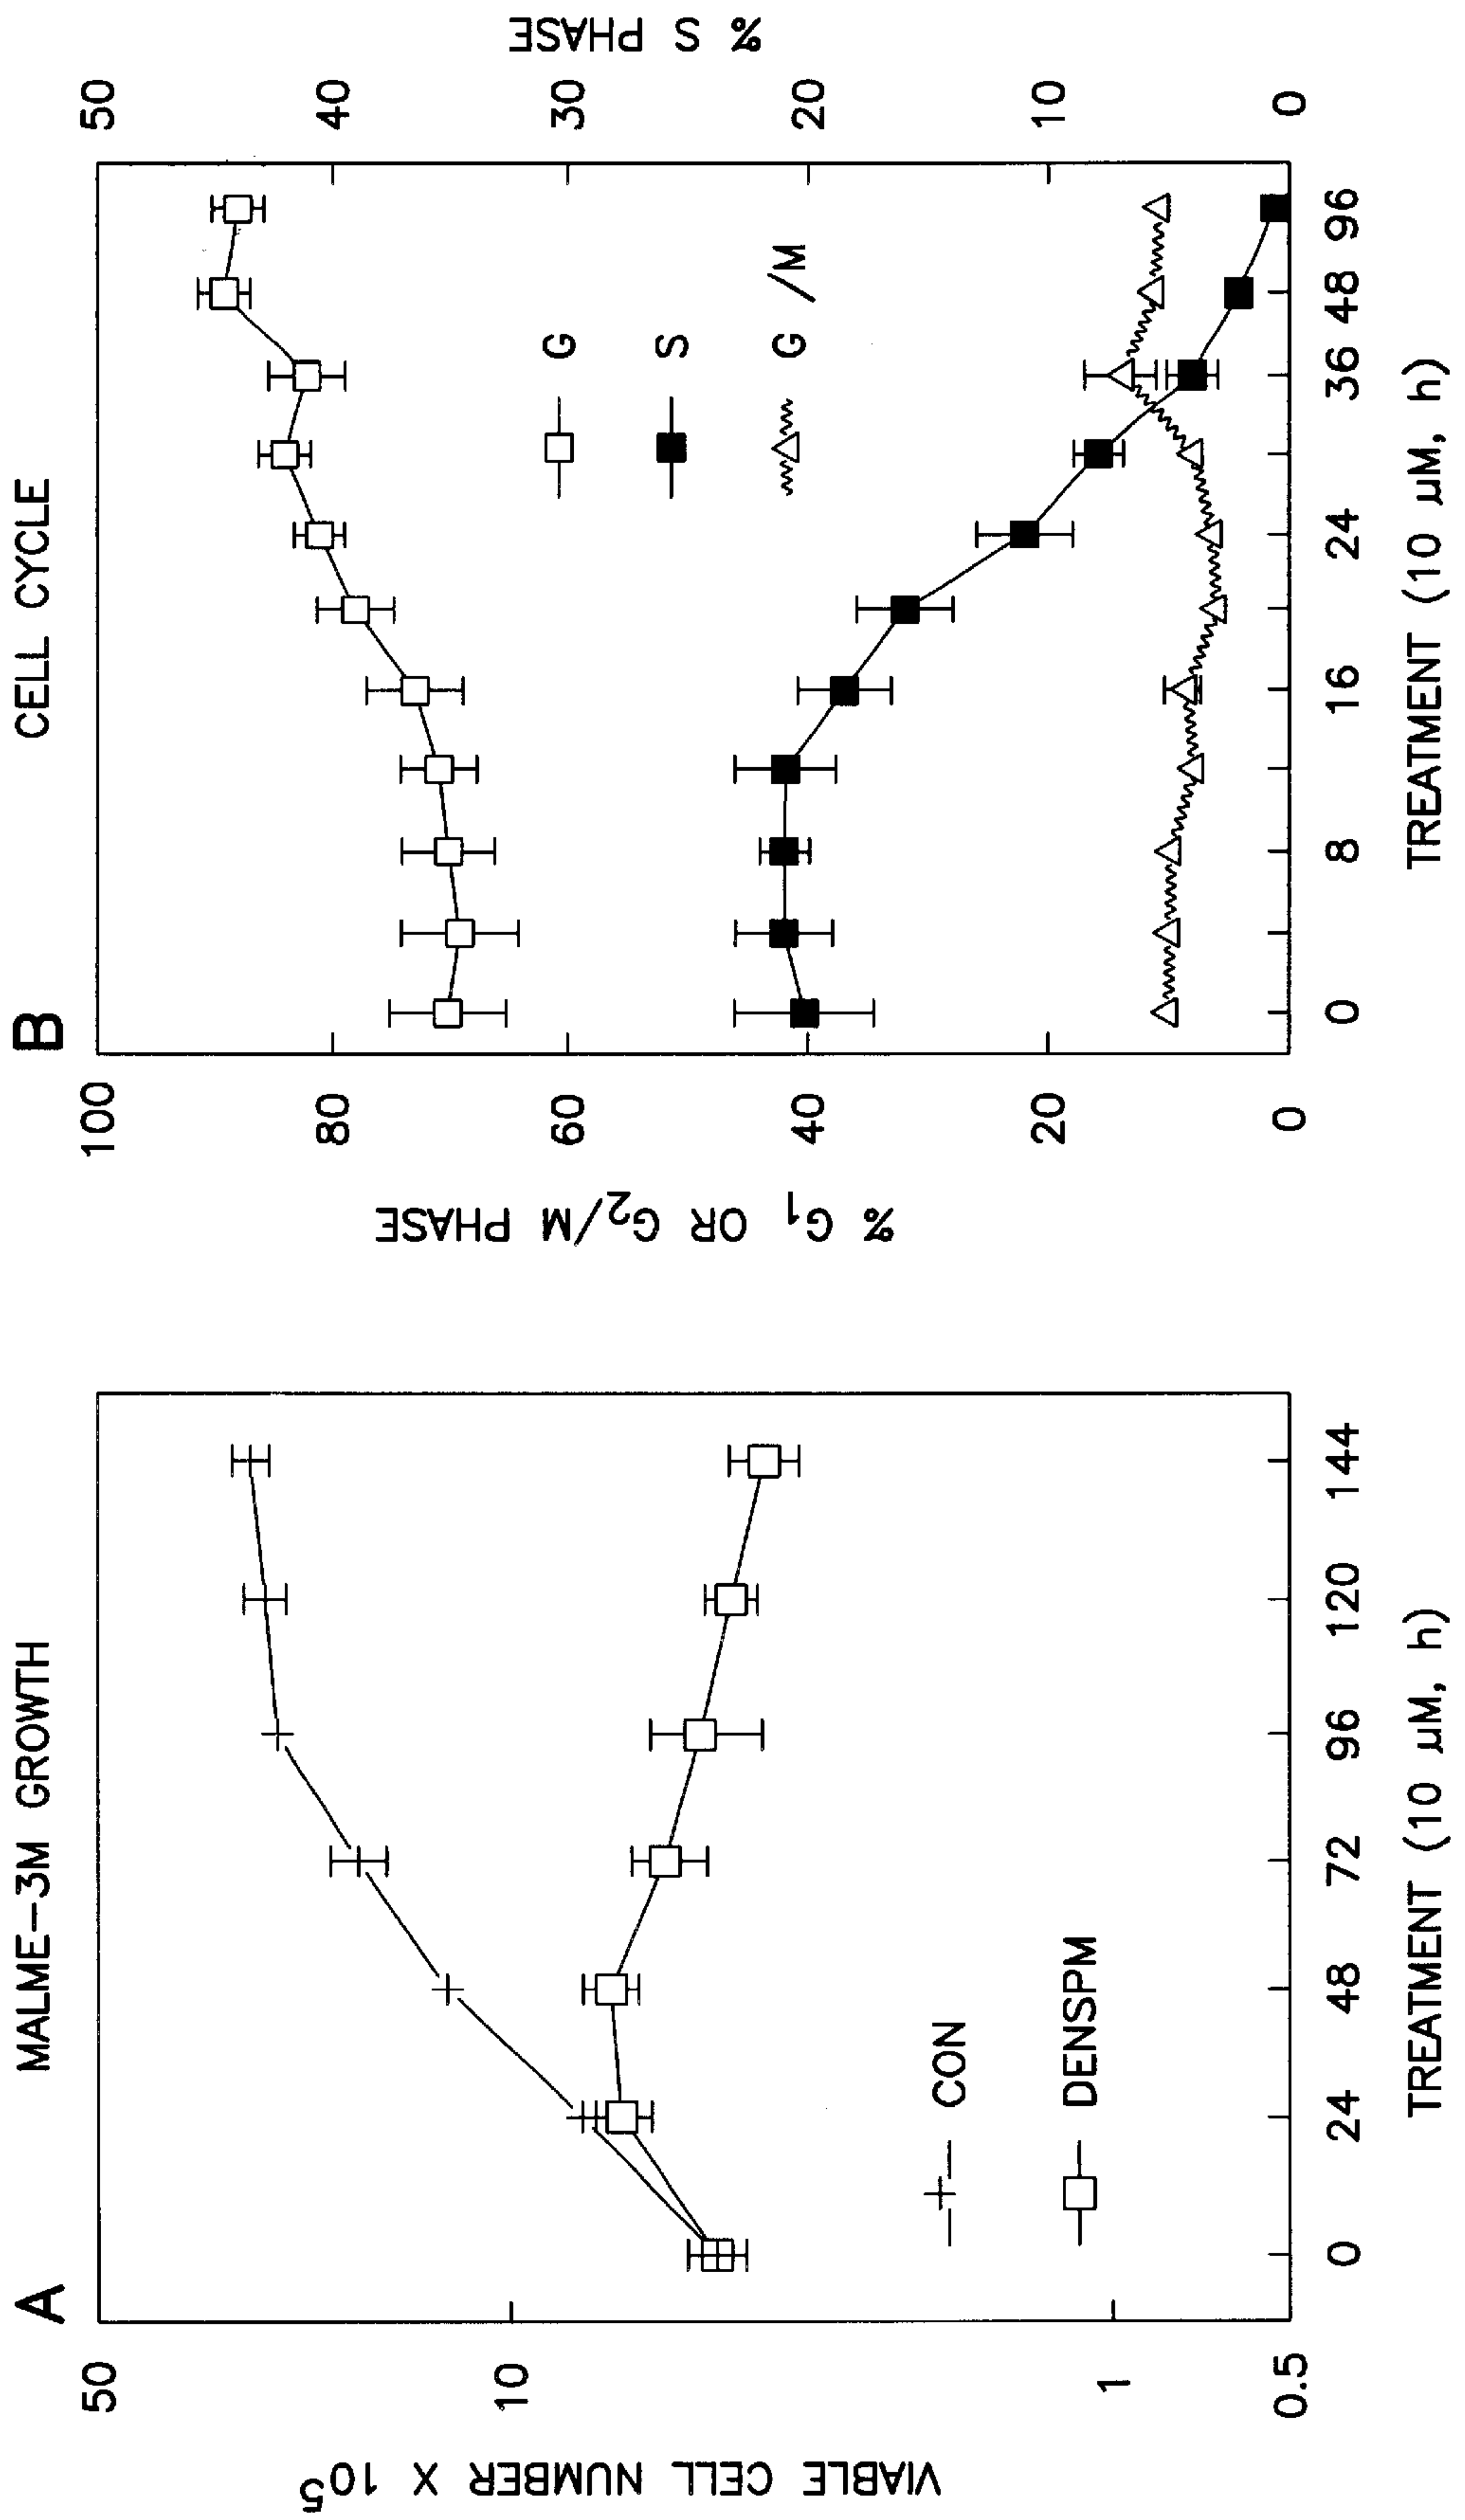 A
MALME-3M GROWTH
VIABLE CELL NUMBER X 10⁵
50
10
1
0.5
CON
DENSPM
0 24 48 72 96 120 144
TREATMENT (10 µM, h)
B
CELL CYCLE
% G₁ OR G₂/M PHASE
100
80
60
40
20
0
G
S
G /M
50
40
30
20
10
0
% S PHASE
0 8 16 24 36 48 96
TREATMENT (10 µM, h)